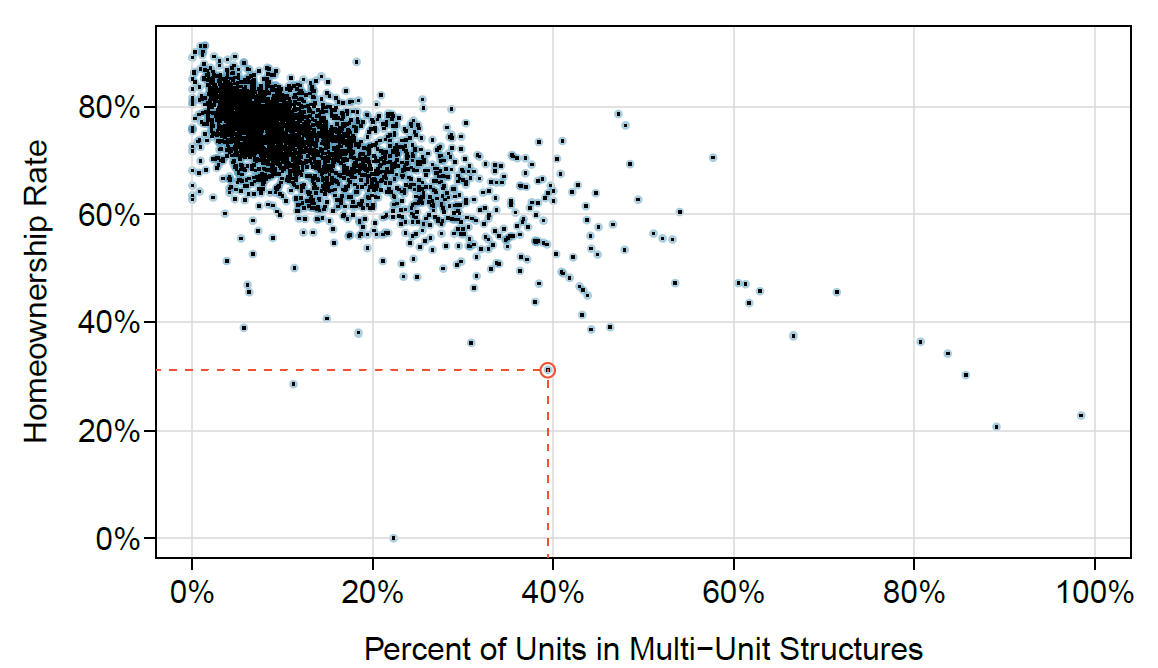 Homeownership Rate
80%
60%
40%
20%
0%
0% 20% 40% 60% 80% 100%
Percent of Units in Multi−Unit Structures